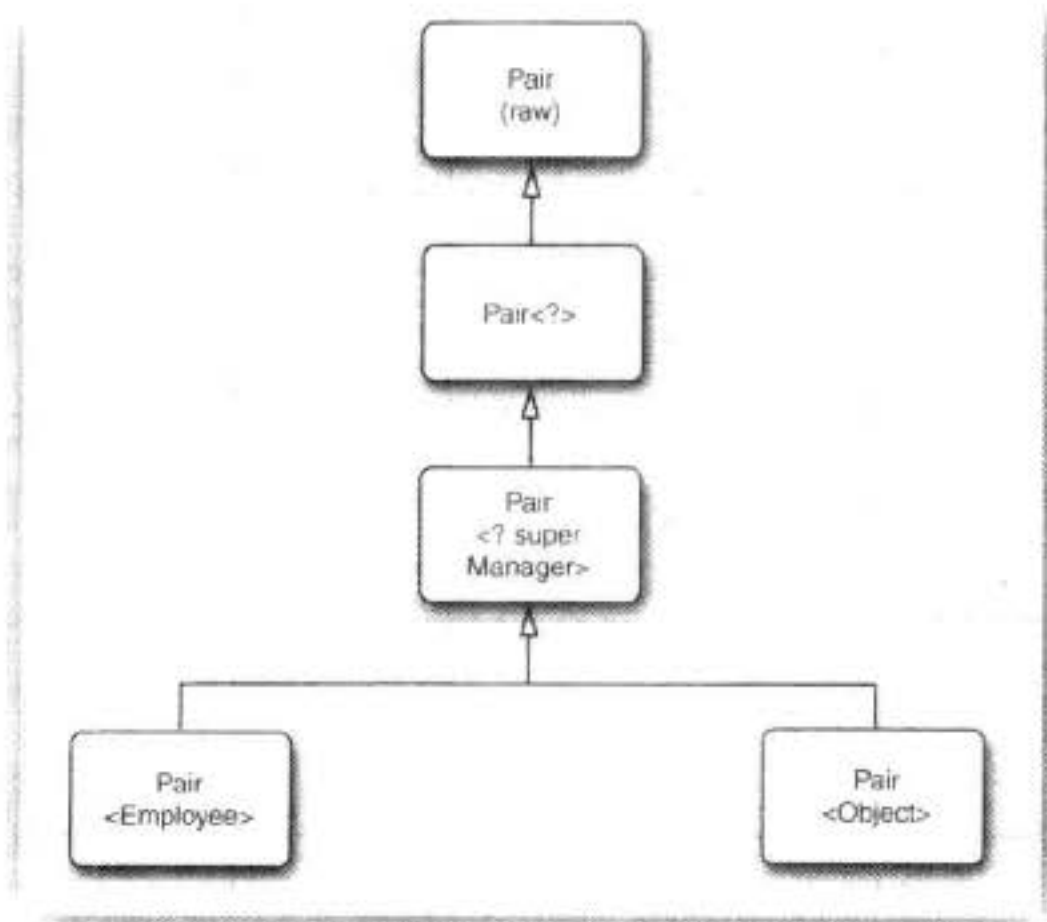 Pair
(raw)
Pair<?>
Pair
<? super
Manager>
Pair
<Employee>
Pair
<Object>